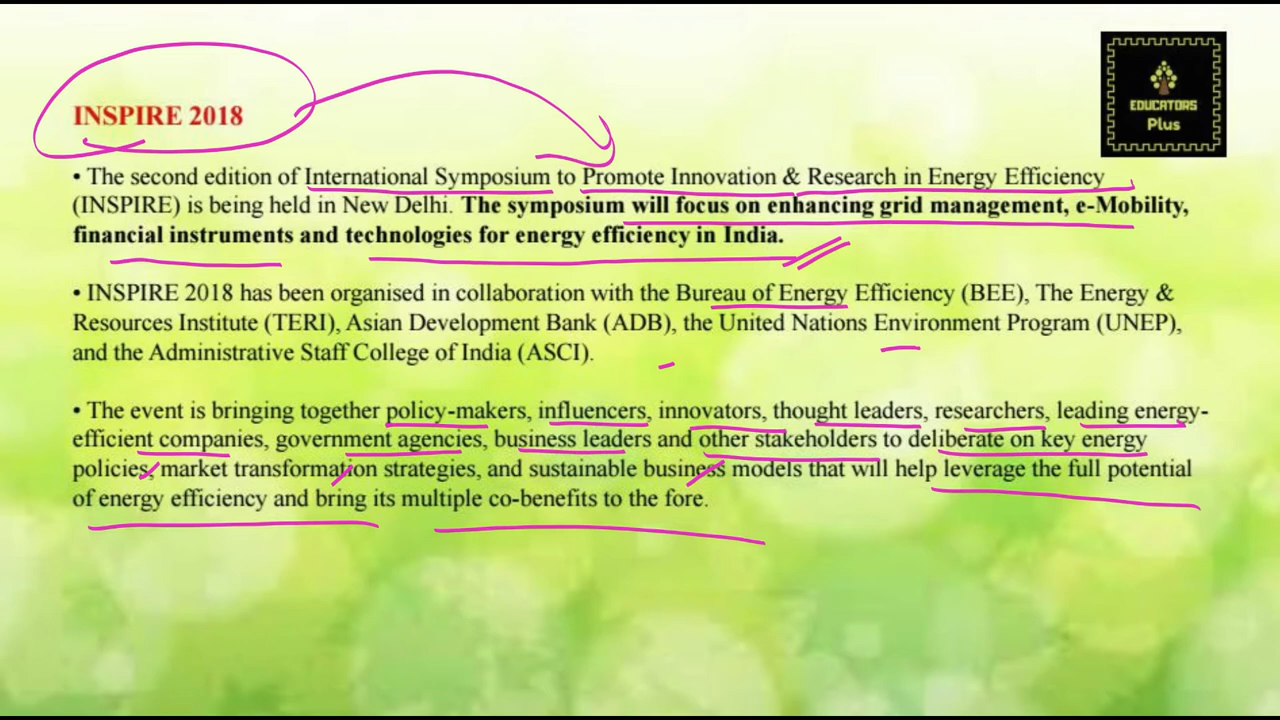 INSPIRE 2018
EDUCATORS
Plus
• The second edition of International Symposium to Promote Innovation & Research in Energy Efficiency
(INSPIRE) is being held in New Delhi. The symposium will focus on enhancing grid management, e-Mobility,
financial instruments and technologies for energy efficiency in India.
• INSPIRE 2018 has been organised in collaboration with the Bureau of Energy Efficiency (BEE), The Energy &
Resources Institute (TERI), Asian Development Bank (ADB), the United Nations Environment Program (UNEP),
and the Administrative Staff College of India (ASCI).
• The event is bringing together policy-makers, influencers, innovators, thought leaders, researchers, leading energy-
efficient companies, government agencies, business leaders and other stakeholders to deliberate on key energy
policies, market transformation strategies, and sustainable business models that will help leverage the full potential
of energy efficiency and bring its multiple co-benefits to the fore.